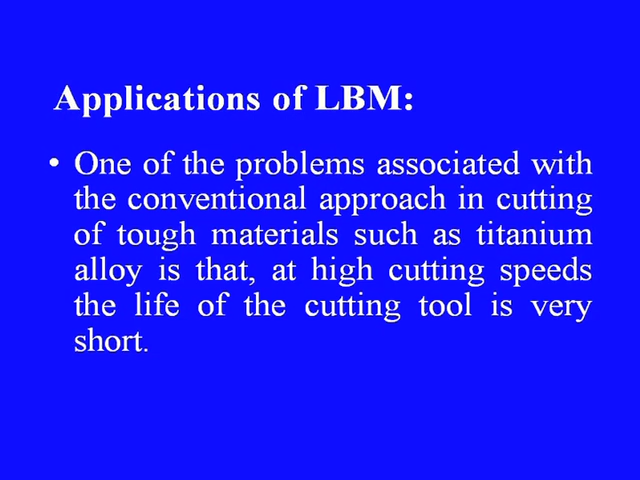 Applications of LBM:
• One of the problems associated with
the conventional approach in cutting
of tough materials such as titanium
alloy is that, at high cutting speeds
the life of the cutting tool is very
short.